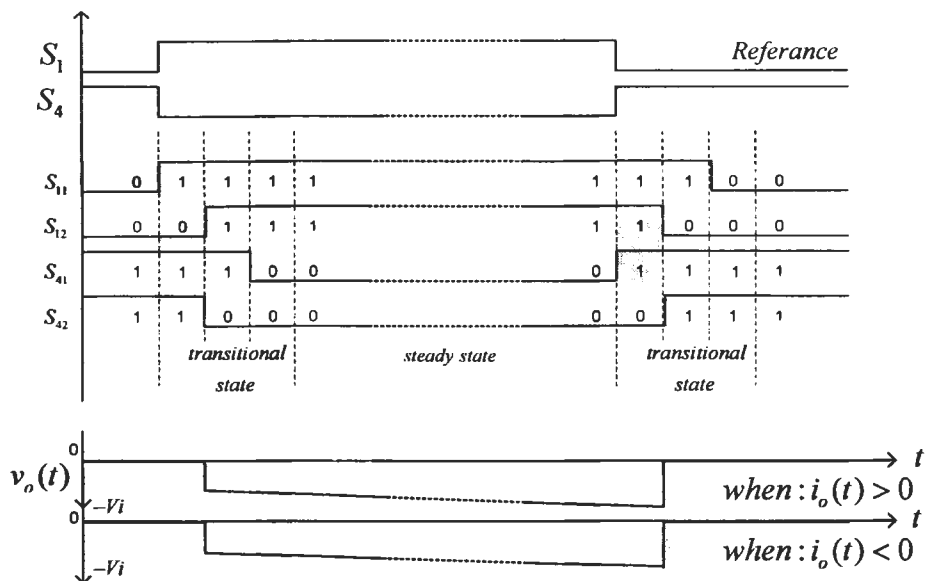 S₁
Referance
S₄
S₁₁ 0 1 1 1 1 1 1 1 0 0
S₁₂ 0 0 1 1 1 1 1 0 0 0
S₄₁ 1 1 1 0 0 0 1 1 1 1
S₄₂ 1 1 0 0 0 0 0 1 1 1
transitional state
steady state
transitional state
0
t
vₒ(t)
–Vi
when : iₒ(t) > 0
0
t
–Vi
when : iₒ(t) < 0